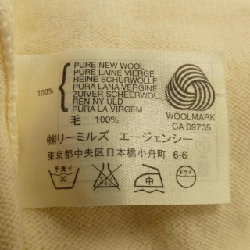 100%
PURE NEW WOOL
PURE LAINE VIERGE
REINE SCHURWOLLE
PURA LANA VERGINE
ZUIVER SCHEERWOL
REN NY ULD
PURA LA VIRGEM
WOOLMARK
CA 09705
毛 100%
㈱リーミルズ エージェンシー
東京都中央区日本橋小舟町 6-6